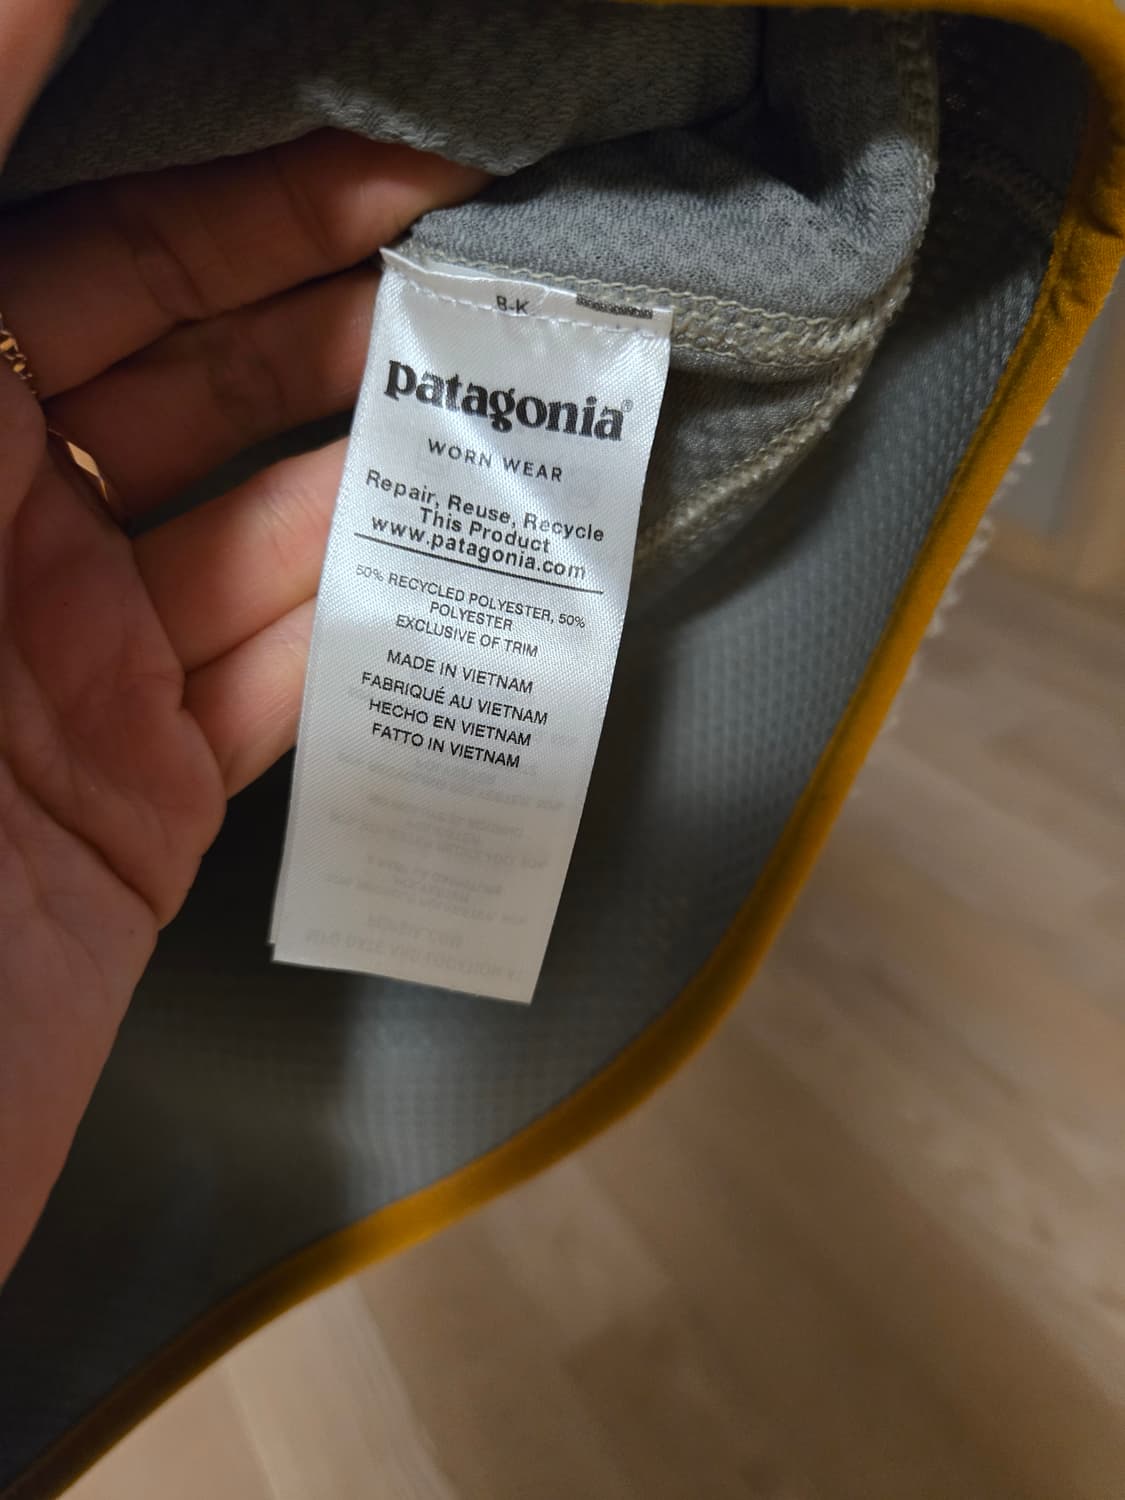 B-K
patagonia®
WORN WEAR
Repair, Reuse, Recycle
This Product
www.patagonia.com
50% RECYCLED POLYESTER, 50%
POLYESTER
EXCLUSIVE OF TRIM
MADE IN VIETNAM
FABRIQUÉ AU VIETNAM
HECHO EN VIETNAM
FATTO IN VIETNAM